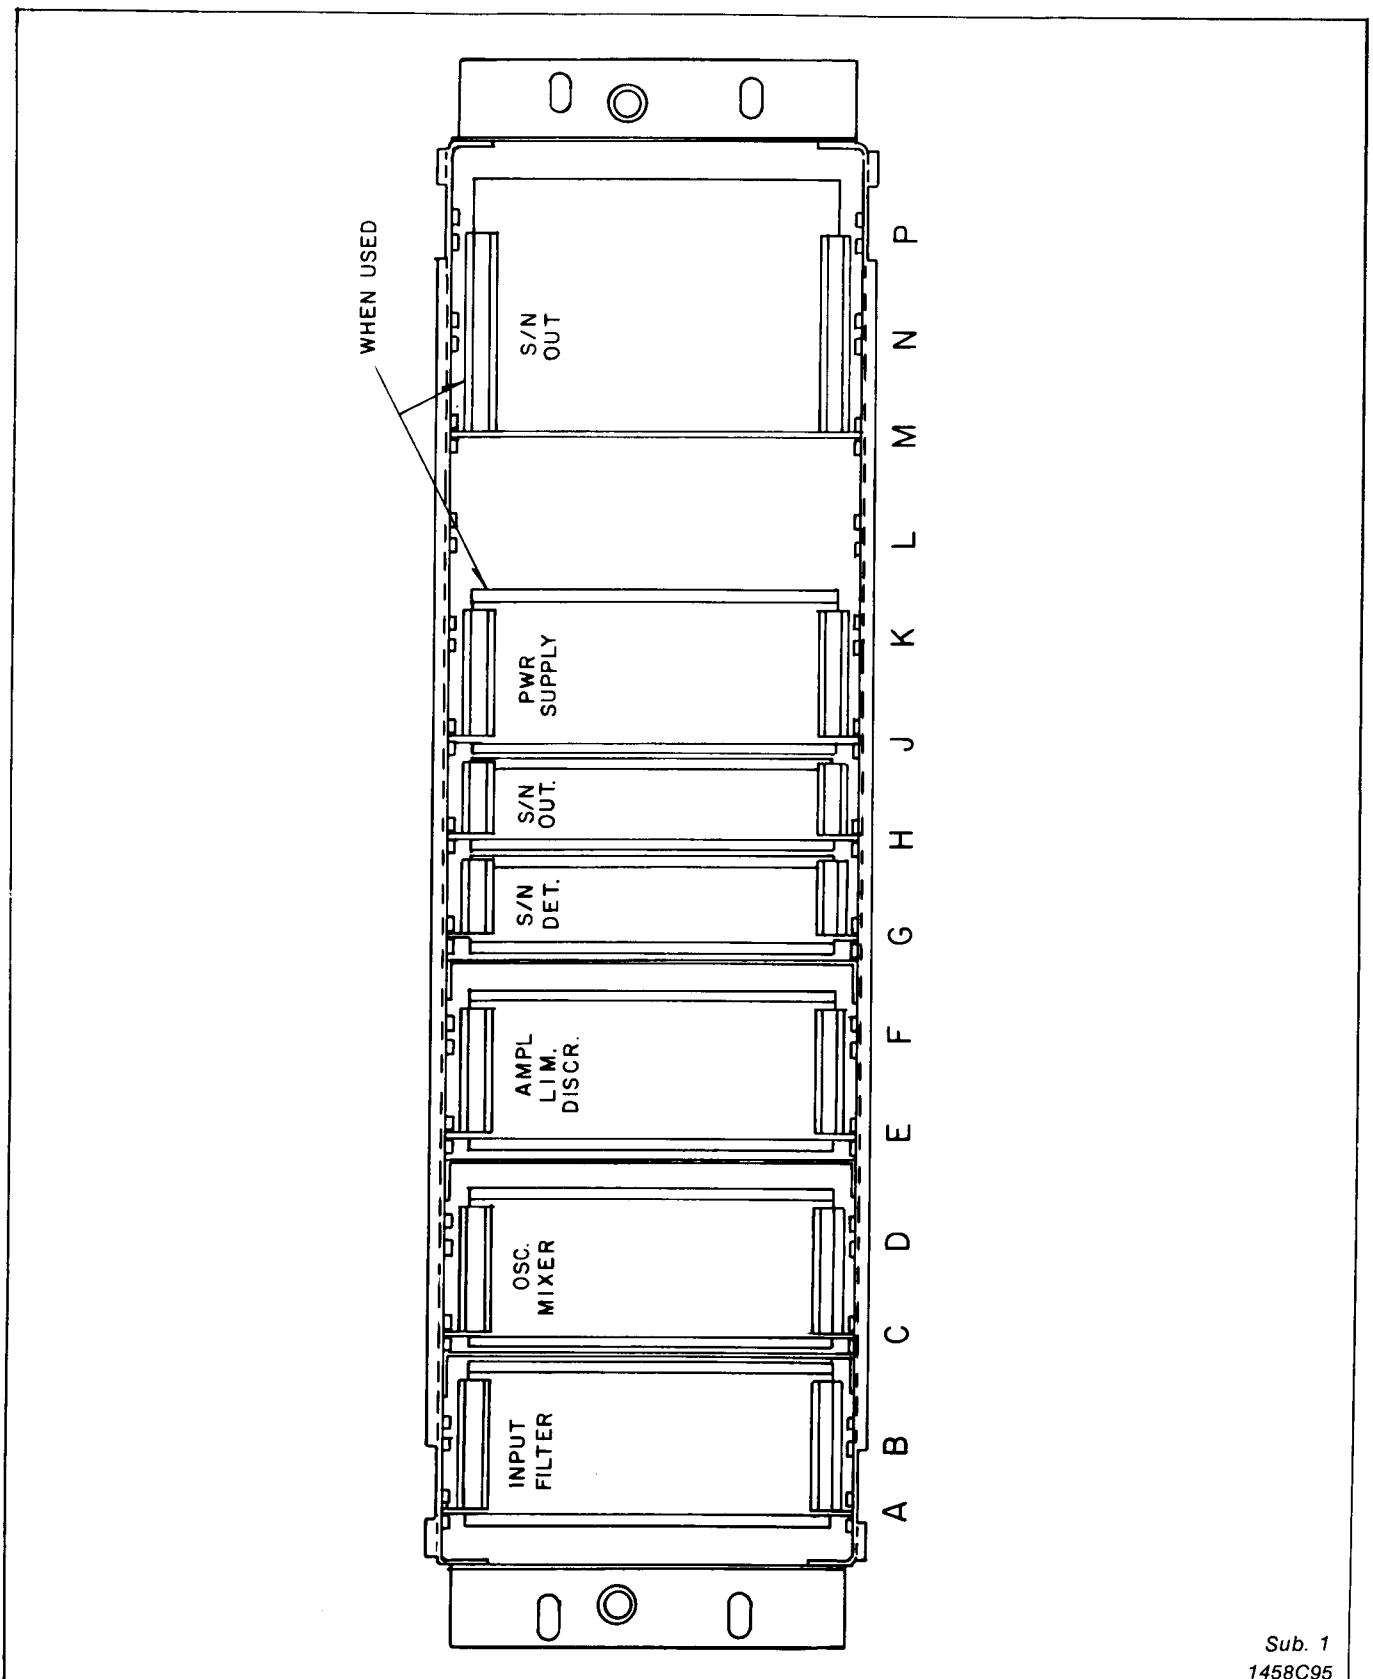 WHEN USED
S/N
OUT
PWR
SUPPLY
S/N
OUT.
S/N
DET.
AMPL
LIM.
DISCR.
OSC.
MIXER
INPUT
FILTER
P
N
M
L
K
J
H
G
F
E
D
C
B
A
Sub. 1
1458C95